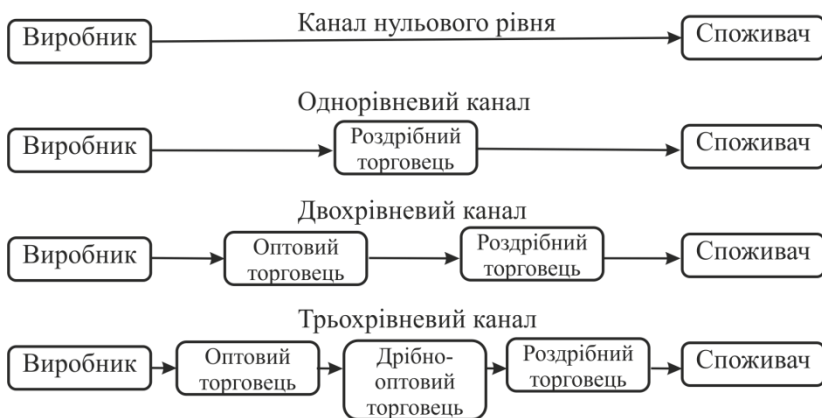 Канал нульового рівня
Виробник
Споживач
Однорівневий канал
Виробник
Роздрібний
торговець
Споживач
Двохрівневий канал
Виробник
Оптовий
торговець
Роздрібний
торговець
Споживач
Трьохрівневий канал
Виробник
Оптовий
торговець
Дрібно-
оптовий
торговець
Роздрібний
торговець
Споживач